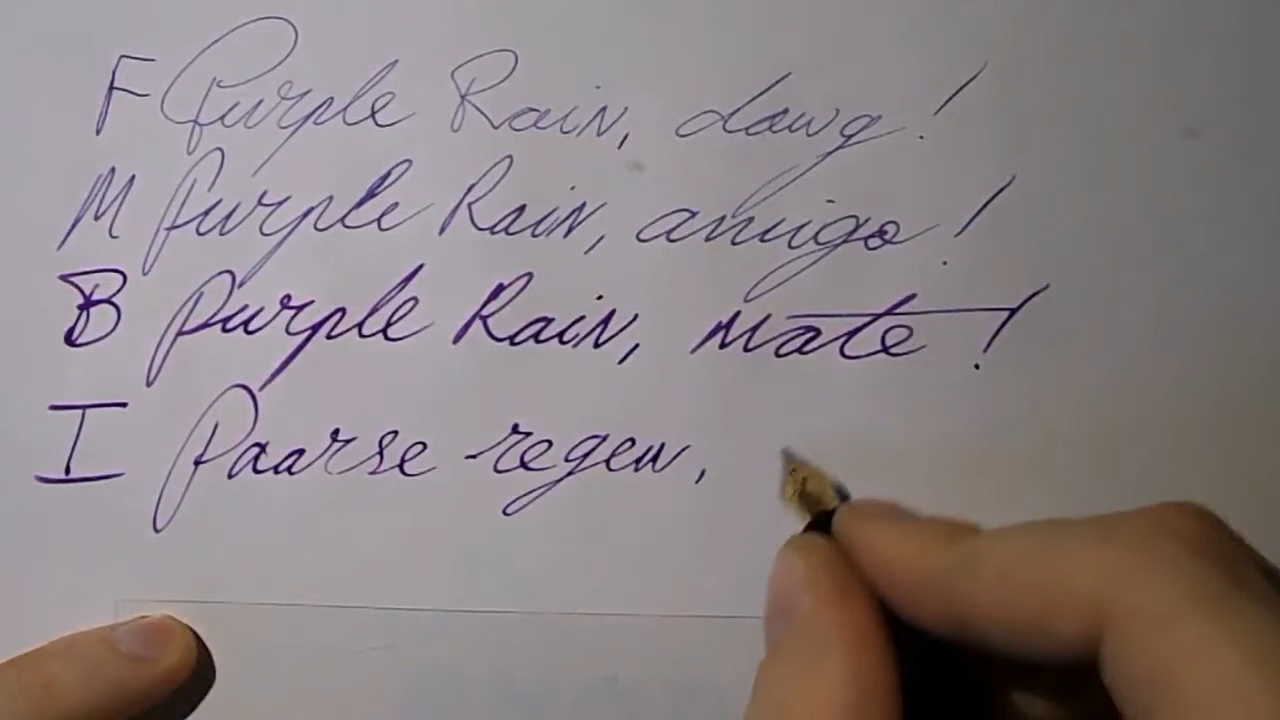 F Purple Rain, dawg!
M Purple Rain, amigo!
B Purple Rain, mate!
I Paarse regen,